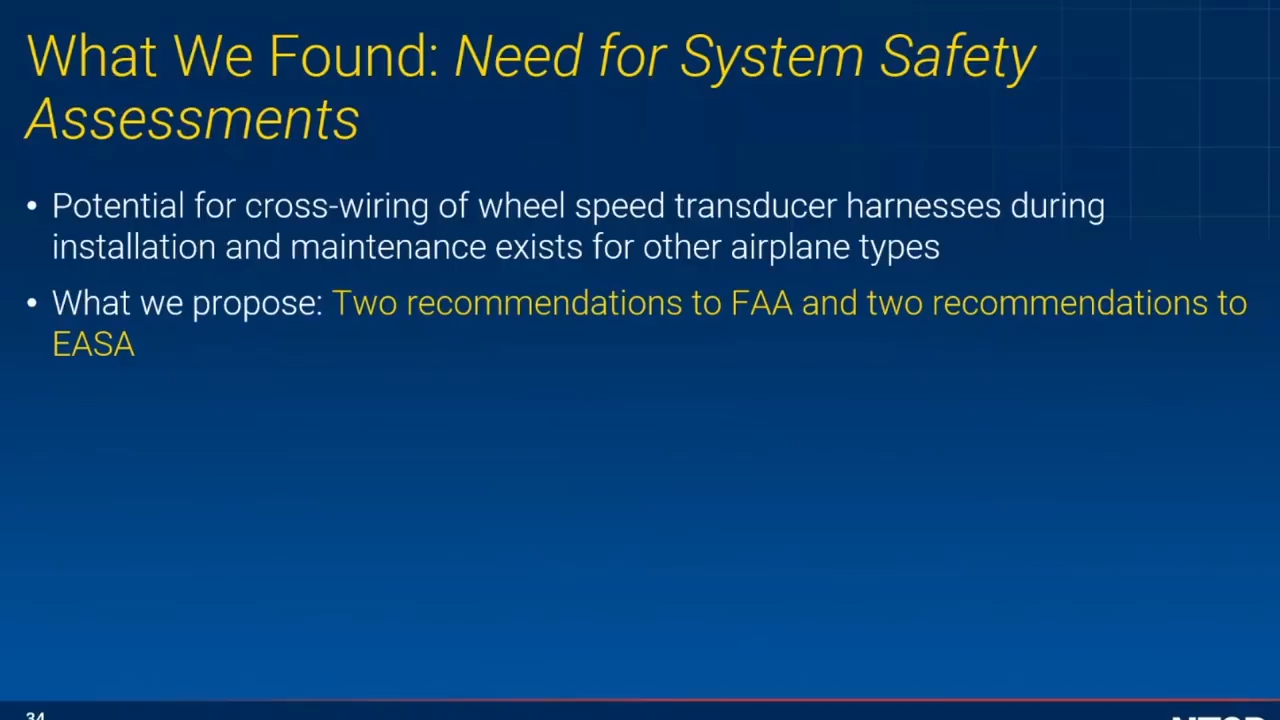 What We Found: Need for System Safety
Assessments
• Potential for cross-wiring of wheel speed transducer harnesses during
installation and maintenance exists for other airplane types
• What we propose: Two recommendations to FAA and two recommendations to
EASA
34
NTSB